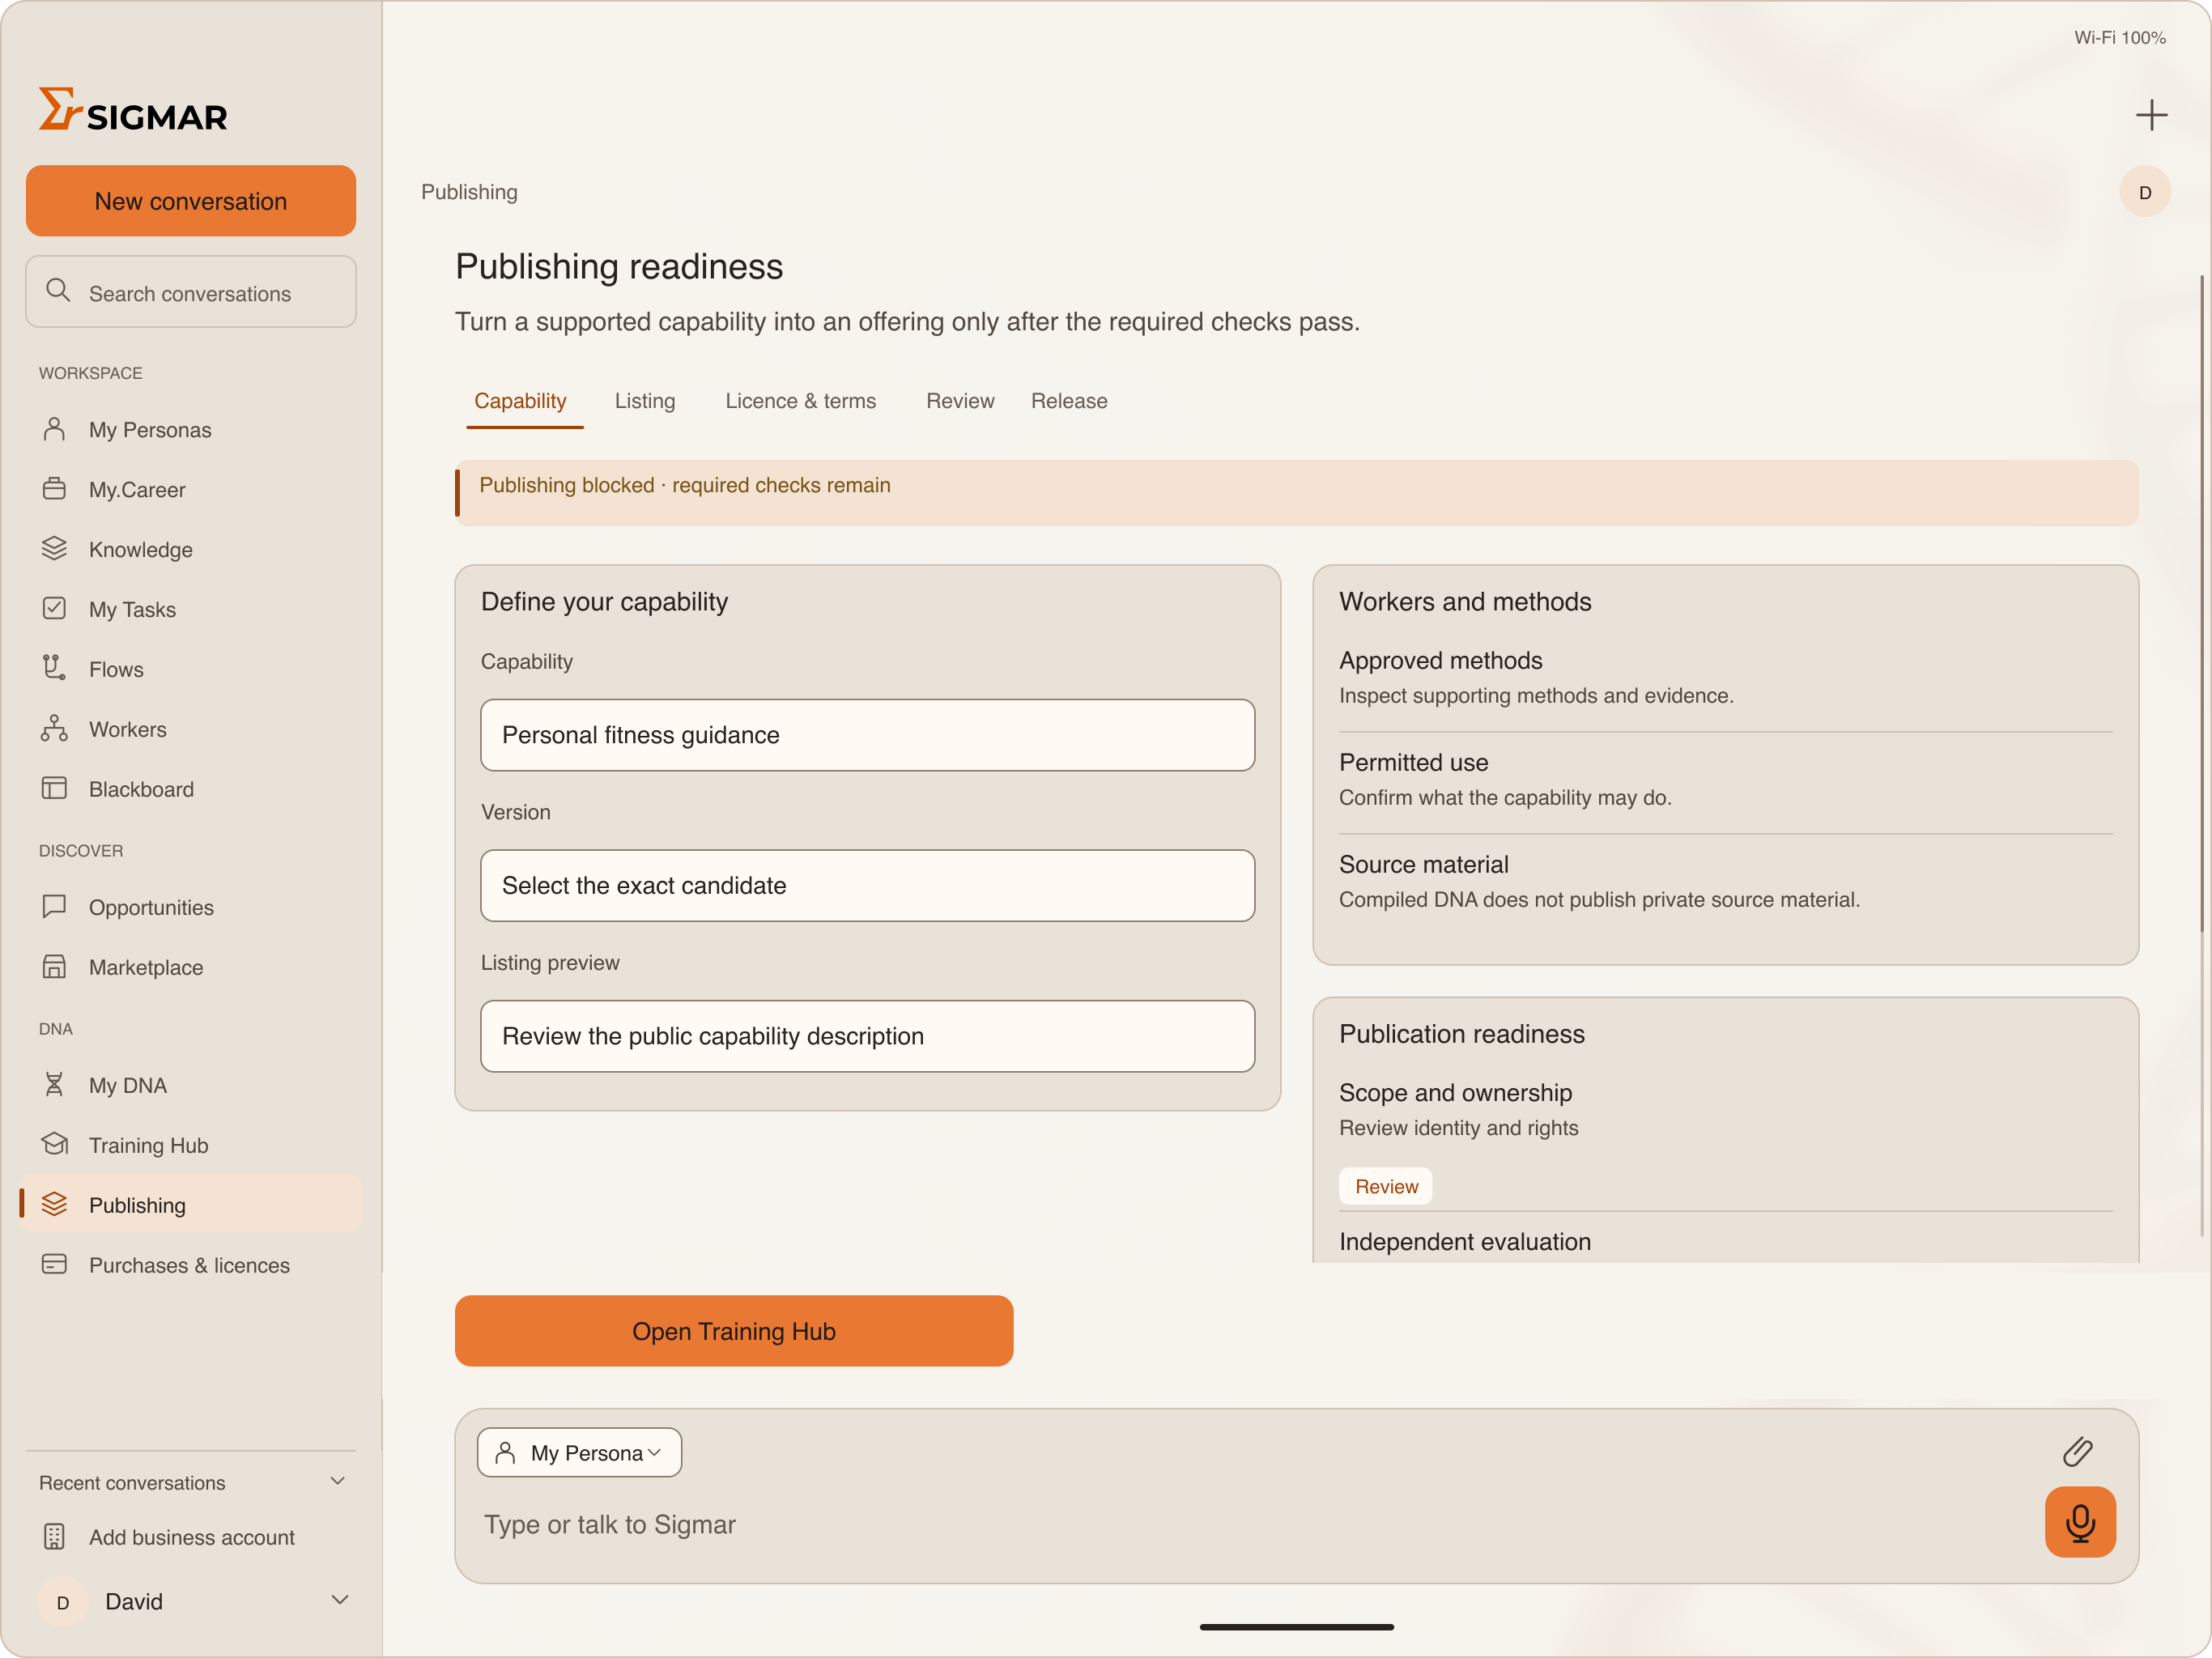 Wi-Fi 100%
SIGMAR
New conversation
Search conversations
WORKSPACE
My Personas
My.Career
Knowledge
My Tasks
Flows
Workers
Blackboard
DISCOVER
Opportunities
Marketplace
DNA
My DNA
Training Hub
Publishing
Purchases & licences
Recent conversations
Add business account
D
David
Publishing
D
Publishing readiness
Turn a supported capability into an offering only after the required checks pass.
Capability
Listing
Licence & terms
Review
Release
Publishing blocked · required checks remain
Define your capability
Capability
Personal fitness guidance
Version
Select the exact candidate
Listing preview
Review the public capability description
Workers and methods
Approved methods
Inspect supporting methods and evidence.
Permitted use
Confirm what the capability may do.
Source material
Compiled DNA does not publish private source material.
Publication readiness
Scope and ownership
Review identity and rights
Review
Independent evaluation
Open Training Hub
My Persona
Type or talk to Sigmar